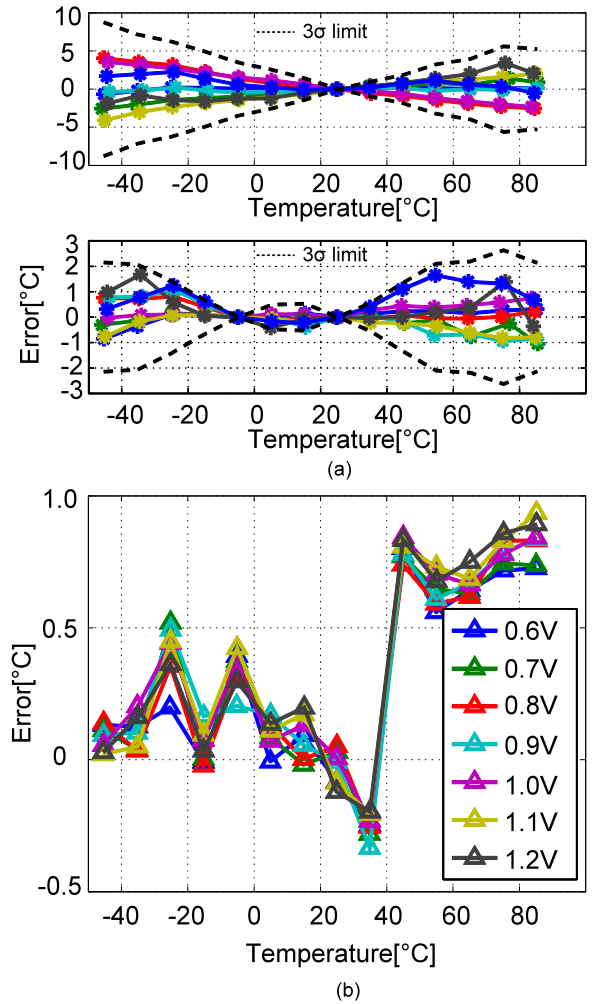 10
3σ limit
5
0
-5
-10
-40 -20 0 20 40 60 80
Temperature[°C]
3
3σ limit
2
1
0
-1
-2
-3
Error[°C]
-40 -20 0 20 40 60 80
Temperature[°C]
(a)
1.0
0.5
0
-0.5
Error[°C]
0.6V
0.7V
0.8V
0.9V
1.0V
1.1V
1.2V
-40 -20 0 20 40 60 80
Temperature[°C]
(b)